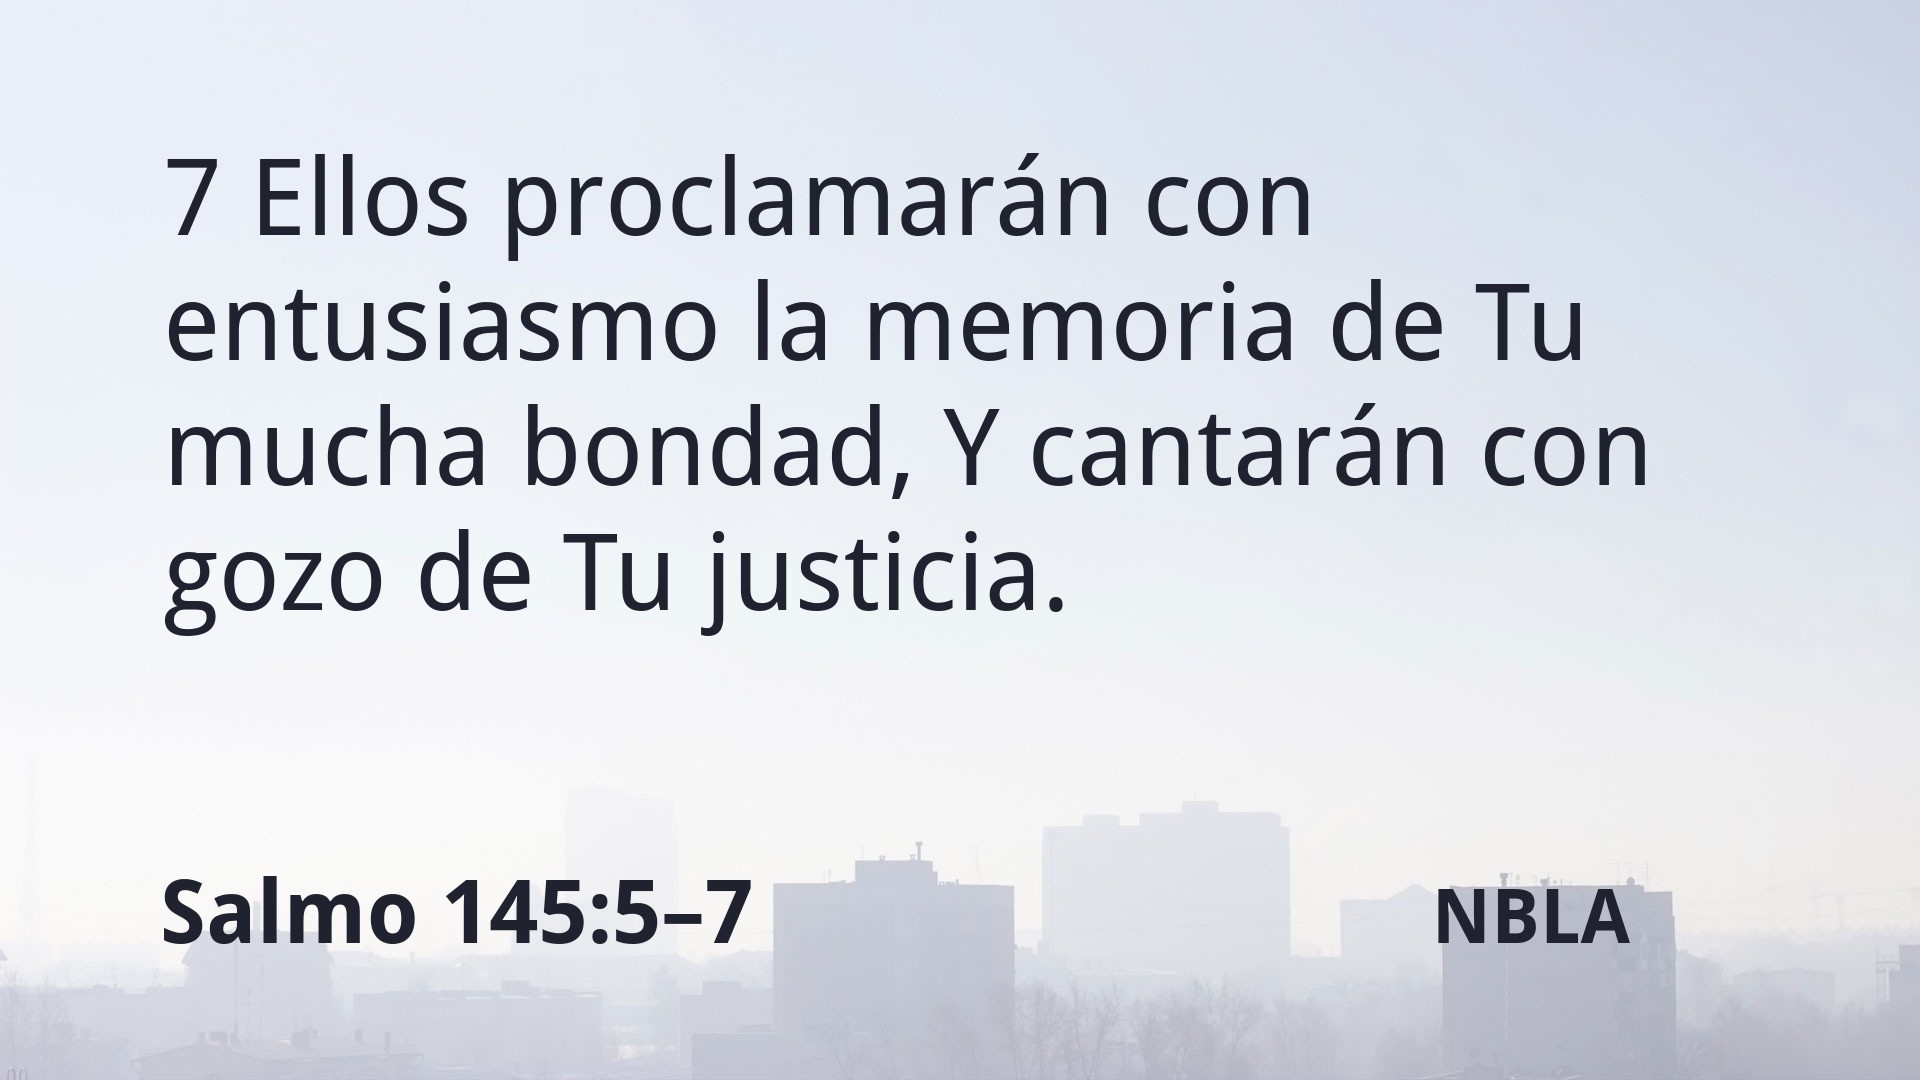 7 Ellos proclamarán con
entusiasmo la memoria de Tu
mucha bondad, Y cantarán con
gozo de Tu justicia.
Salmo 145:5–7
NBLA